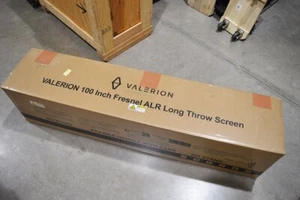 VALERION
VALERION 100 Inch Fresnel ALR Long Throw Screen